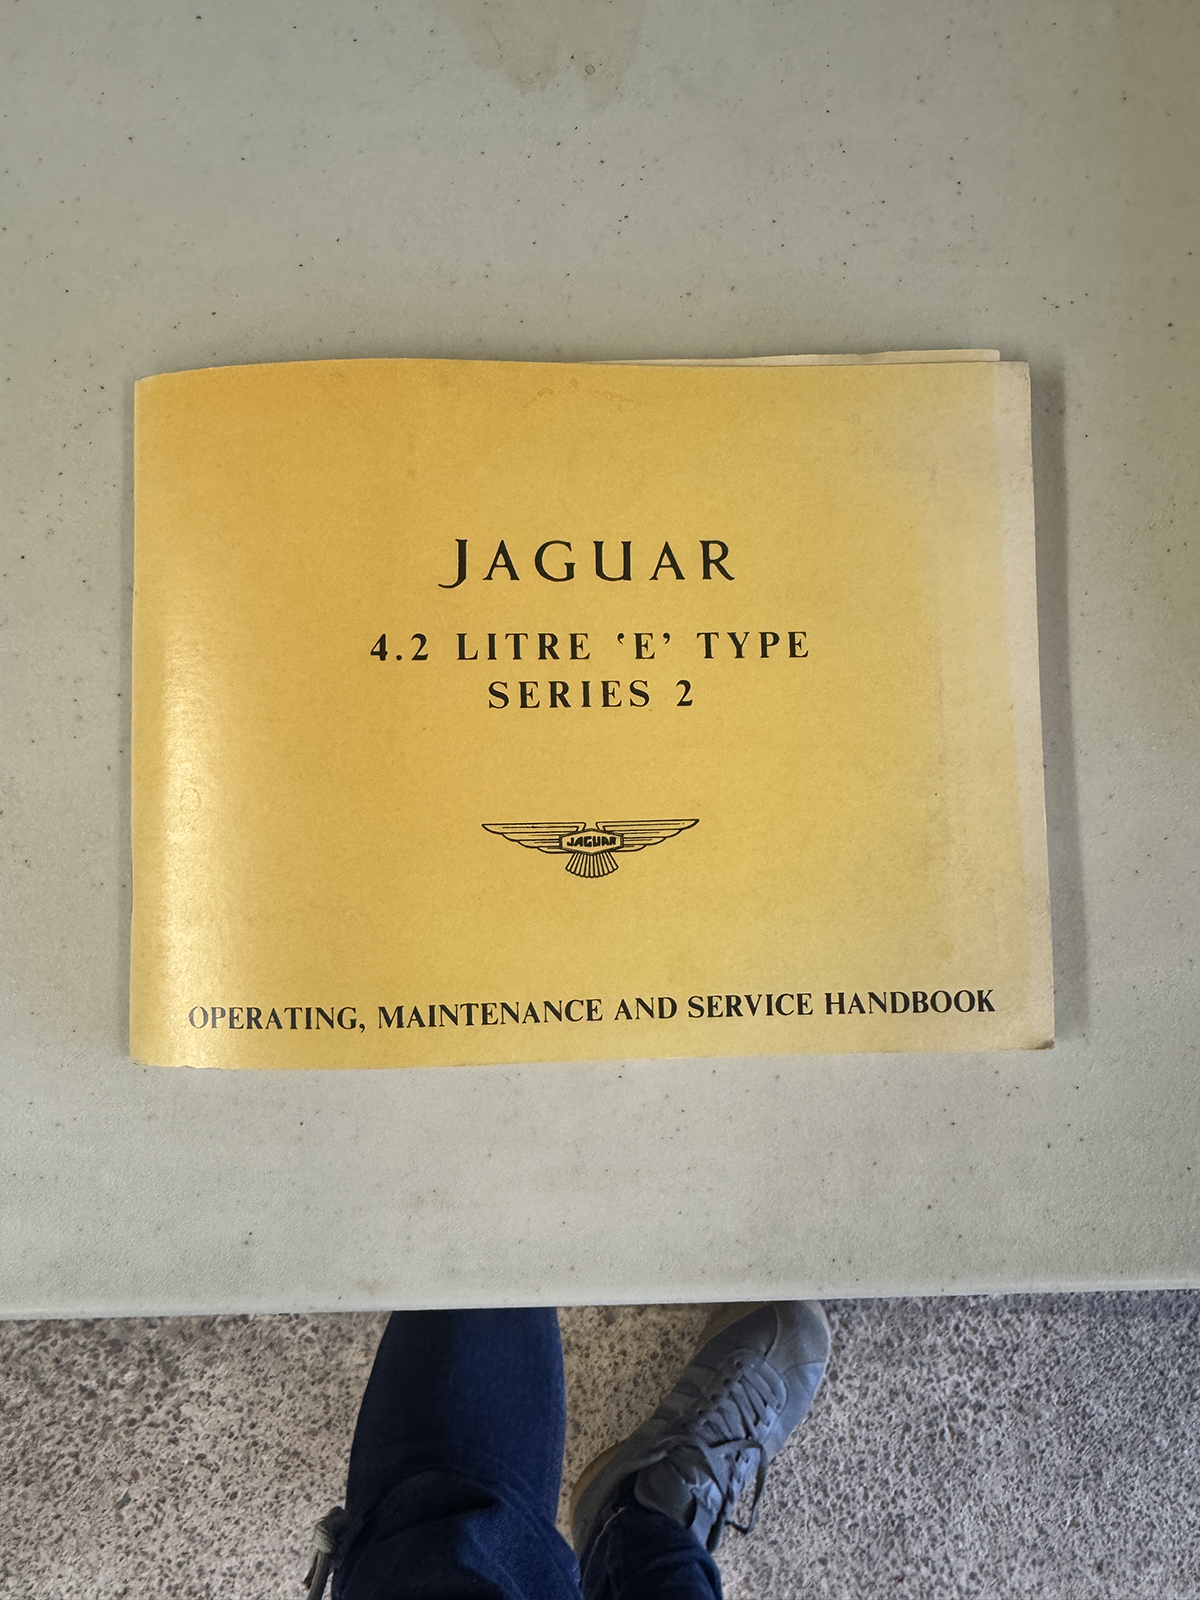 JAGUAR
4.2 LITRE ‘E’ TYPE
SERIES 2
JAGUAR
OPERATING, MAINTENANCE AND SERVICE HANDBOOK